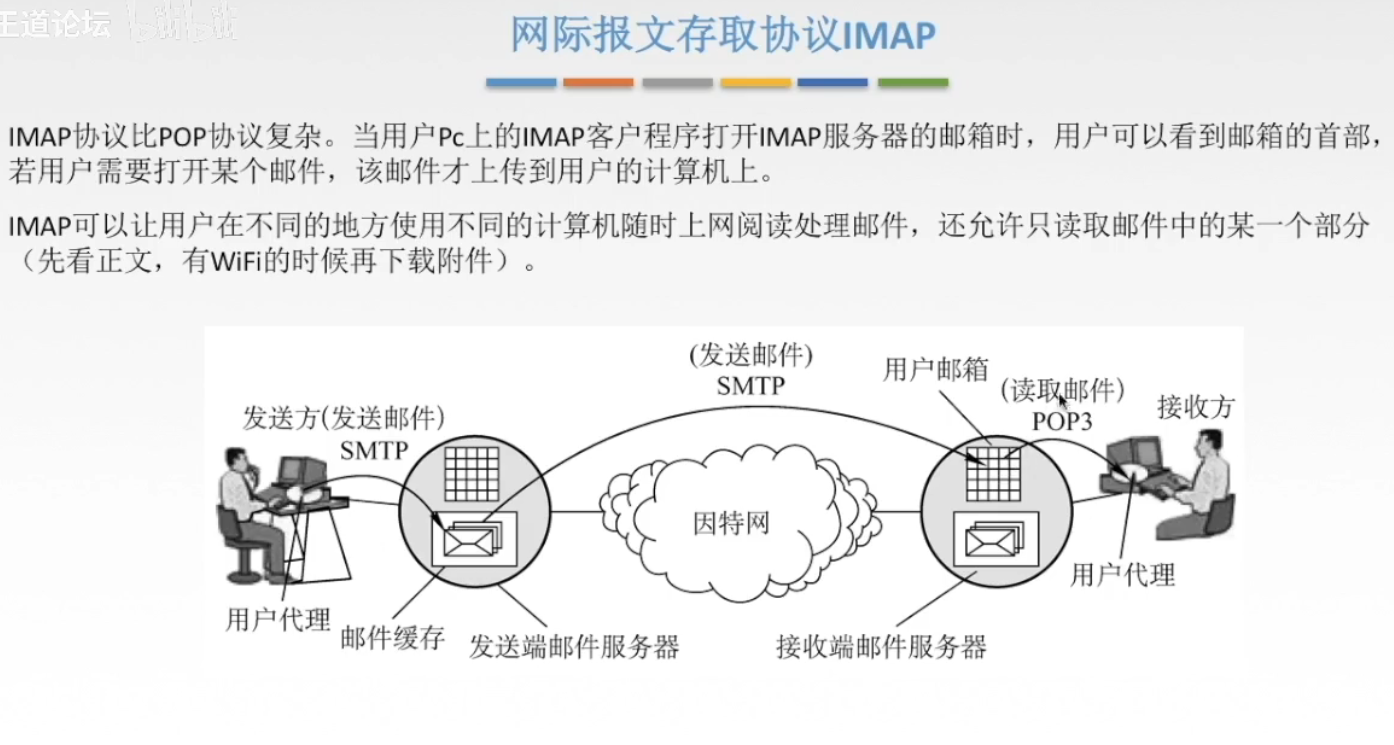 王道论坛 bilibili
网际报文存取协议IMAP
IMAP协议比POP协议复杂。当用户Pc上的IMAP客户程序打开IMAP服务器的邮箱时，用户可以看到邮箱的首部，
若用户需要打开某个邮件，该邮件才上传到用户的计算机上。
IMAP可以让用户在不同的地方使用不同的计算机随时上网阅读处理邮件，还允许只读取邮件中的某一个部分
（先看正文，有WiFi的时候再下载附件）。
(发送邮件)
SMTP
用户邮箱
(读取邮件)
POP3
接收方
发送方(发送邮件)
SMTP
因特网
用户代理
用户代理
邮件缓存
发送端邮件服务器
接收端邮件服务器